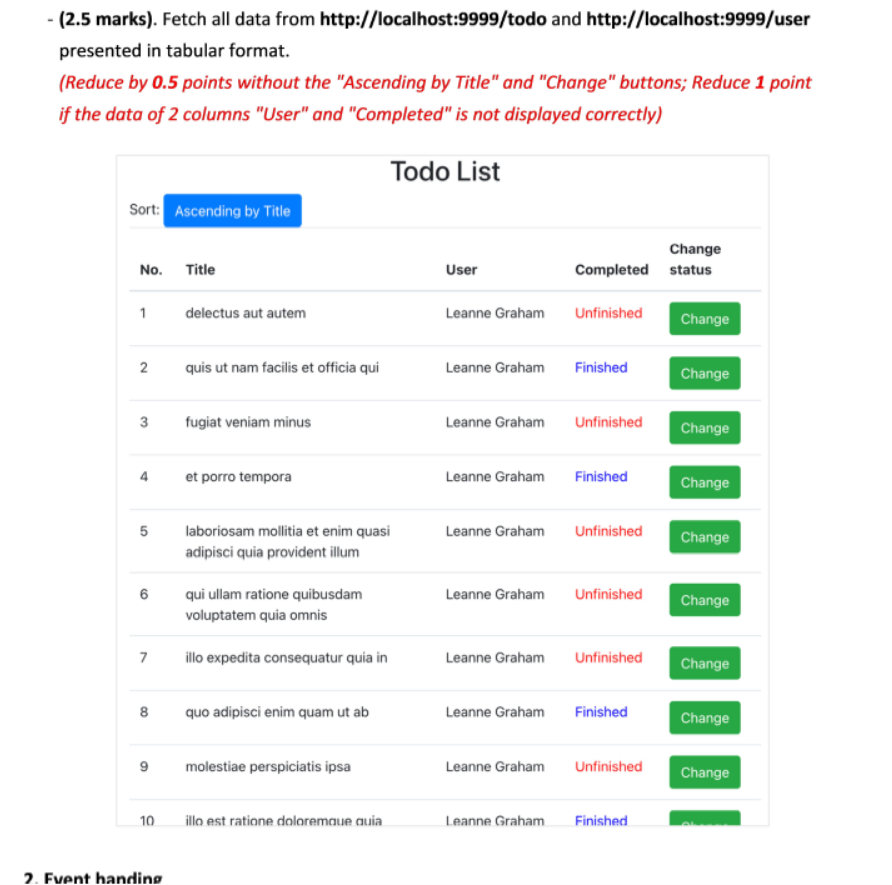 - (2.5 marks). Fetch all data from http://localhost:9999/todo and http://localhost:9999/user
presented in tabular format.
(Reduce by 0.5 points without the "Ascending by Title" and "Change" buttons; Reduce 1 point
if the data of 2 columns "User" and "Completed" is not displayed correctly)
Todo List
Sort: Ascending by Title
No. Title User Completed Change status
1 delectus aut autem Leanne Graham Unfinished Change
2 quis ut nam facilis et officia qui Leanne Graham Finished Change
3 fugiat veniam minus Leanne Graham Unfinished Change
4 et porro tempora Leanne Graham Finished Change
5 laboriosam mollitia et enim quasi Leanne Graham Unfinished Change
adipisci quia provident illum
6 qui ullam ratione quibusdam Leanne Graham Unfinished Change
voluptatem quia omnis
7 illo expedita consequatur quia in Leanne Graham Unfinished Change
8 quo adipisci enim quam ut ab Leanne Graham Finished Change
9 molestiae perspiciatis ipsa Leanne Graham Unfinished Change
10 illo est ratione doloremque quia Leanne Graham Finished Change
2. Event handing